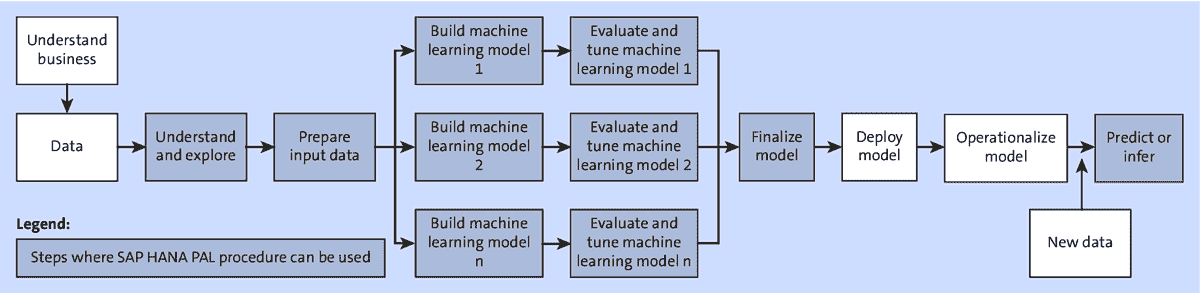 Understand
business
Data
Understand
and explore
Prepare
input data
Build machine
learning model
1
Evaluate and
tune machine
learning model 1
Build machine
learning model
2
Evaluate and
tune machine
learning model 2
Build machine
learning model
n
Evaluate and
tune machine
learning model n
Finalize
model
Deploy
model
Operationalize
model
Predict or
infer
New data
Legend:
Steps where SAP HANA PAL procedure can be used